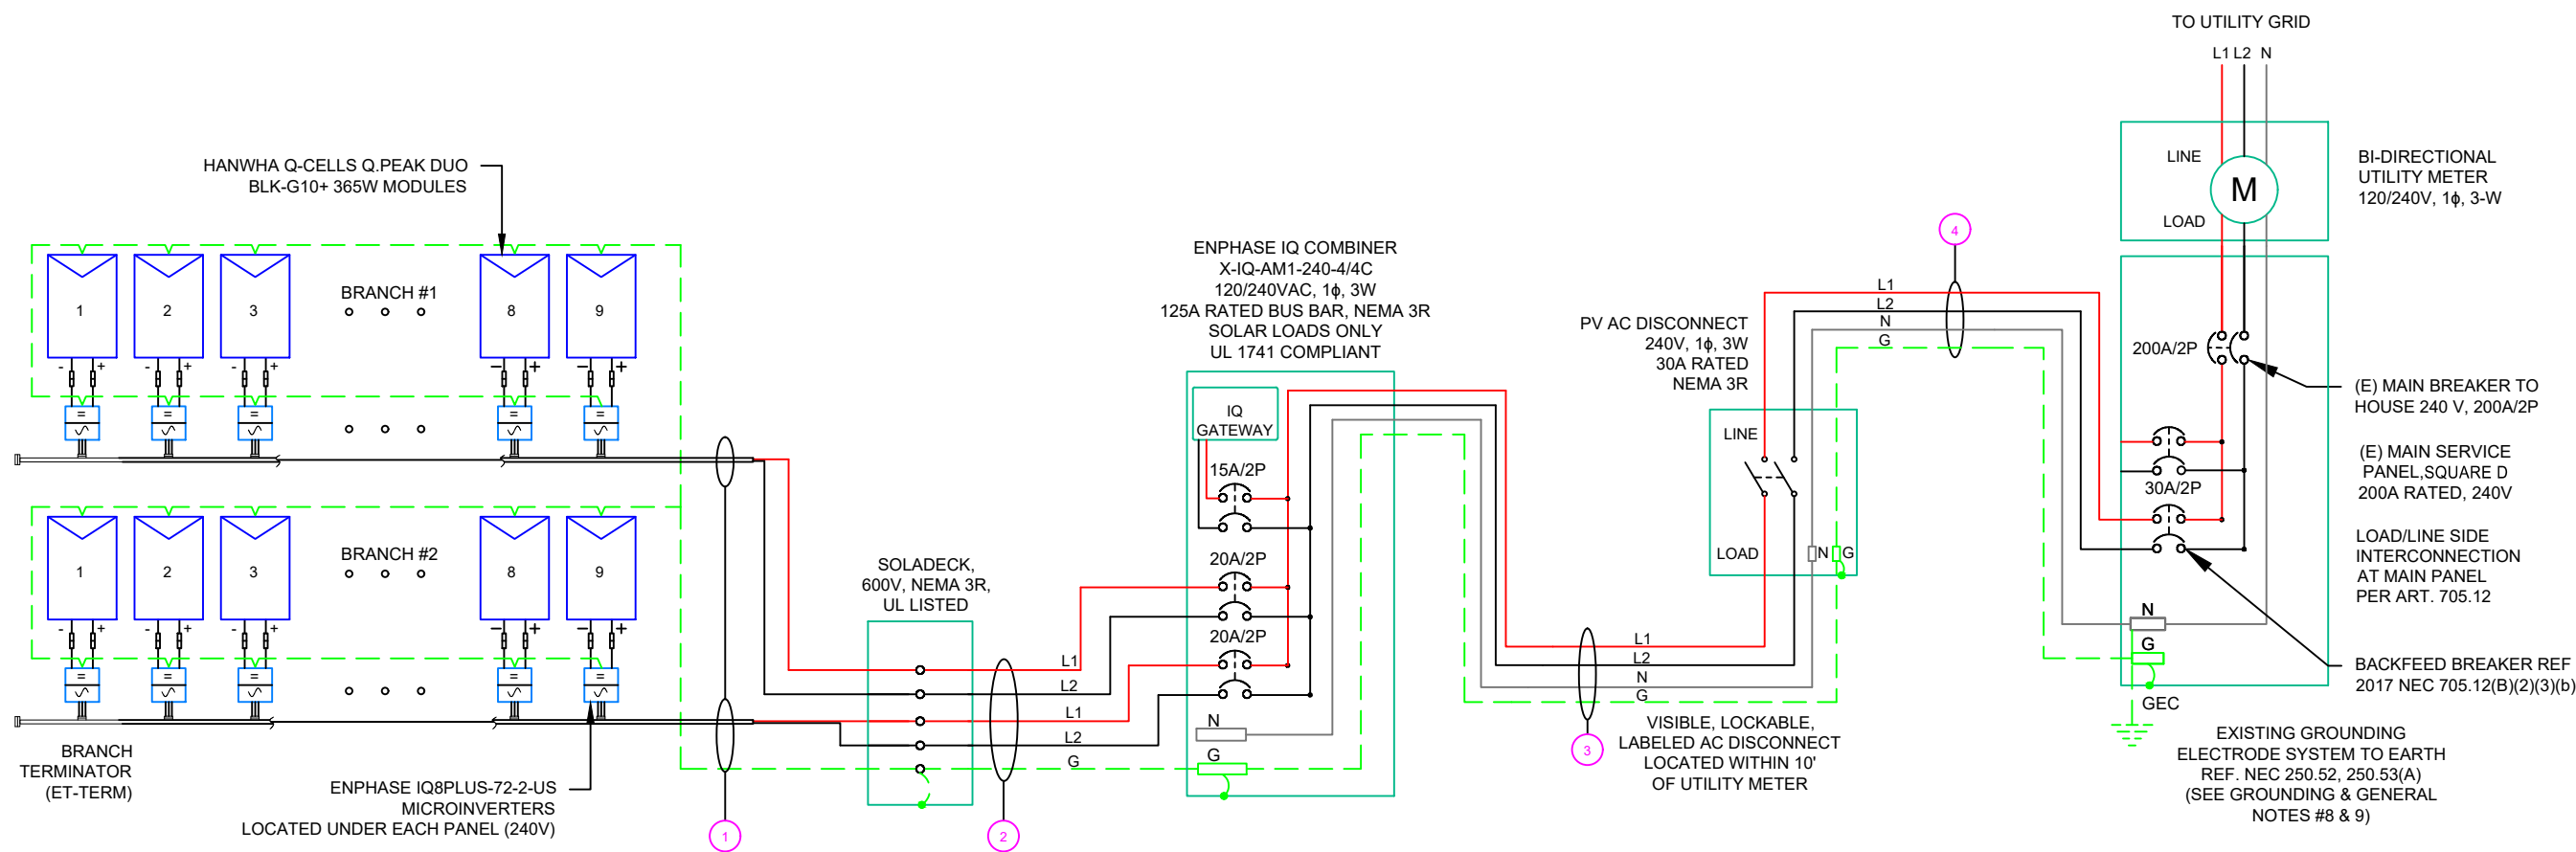 TO UTILITY GRID
L1 L2 N
LINE
M
LOAD
BI-DIRECTIONAL
UTILITY METER
120/240V, 1ϕ, 3-W
HANWHA Q-CELLS Q.PEAK DUO
BLK-G10+ 365W MODULES
1
2
3
BRANCH #1
8
9
- +
- +
- +
- +
- +
=
=
=
=
=
1
2
3
BRANCH #2
8
9
- +
- +
- +
- +
- +
=
=
=
=
=
BRANCH
TERMINATOR
(ET-TERM)
ENPHASE IQ8PLUS-72-2-US
MICROINVERTERS
LOCATED UNDER EACH PANEL (240V)
1
SOLADECK,
600V, NEMA 3R,
UL LISTED
L1
L2
L1
L2
G
2
ENPHASE IQ COMBINER
X-IQ-AM1-240-4/4C
120/240VAC, 1ϕ, 3W
125A RATED BUS BAR, NEMA 3R
SOLAR LOADS ONLY
UL 1741 COMPLIANT
IQ
GATEWAY
15A/2P
20A/2P
20A/2P
N
G
L1
L2
N
G
3
PV AC DISCONNECT
240V, 1ϕ, 3W
30A RATED
NEMA 3R
LINE
LOAD
N G
VISIBLE, LOCKABLE,
LABELED AC DISCONNECT
LOCATED WITHIN 10'
OF UTILITY METER
4
L1
L2
N
G
200A/2P
30A/2P
N
G
GEC
(E) MAIN BREAKER TO
HOUSE 240 V, 200A/2P
(E) MAIN SERVICE
PANEL,SQUARE D
200A RATED, 240V
LOAD/LINE SIDE
INTERCONNECTION
AT MAIN PANEL
PER ART. 705.12
BACKFEED BREAKER REF
2017 NEC 705.12(B)(2)(3)(b)
EXISTING GROUNDING
ELECTRODE SYSTEM TO EARTH
REF. NEC 250.52, 250.53(A)
(SEE GROUNDING & GENERAL
NOTES #8 & 9)